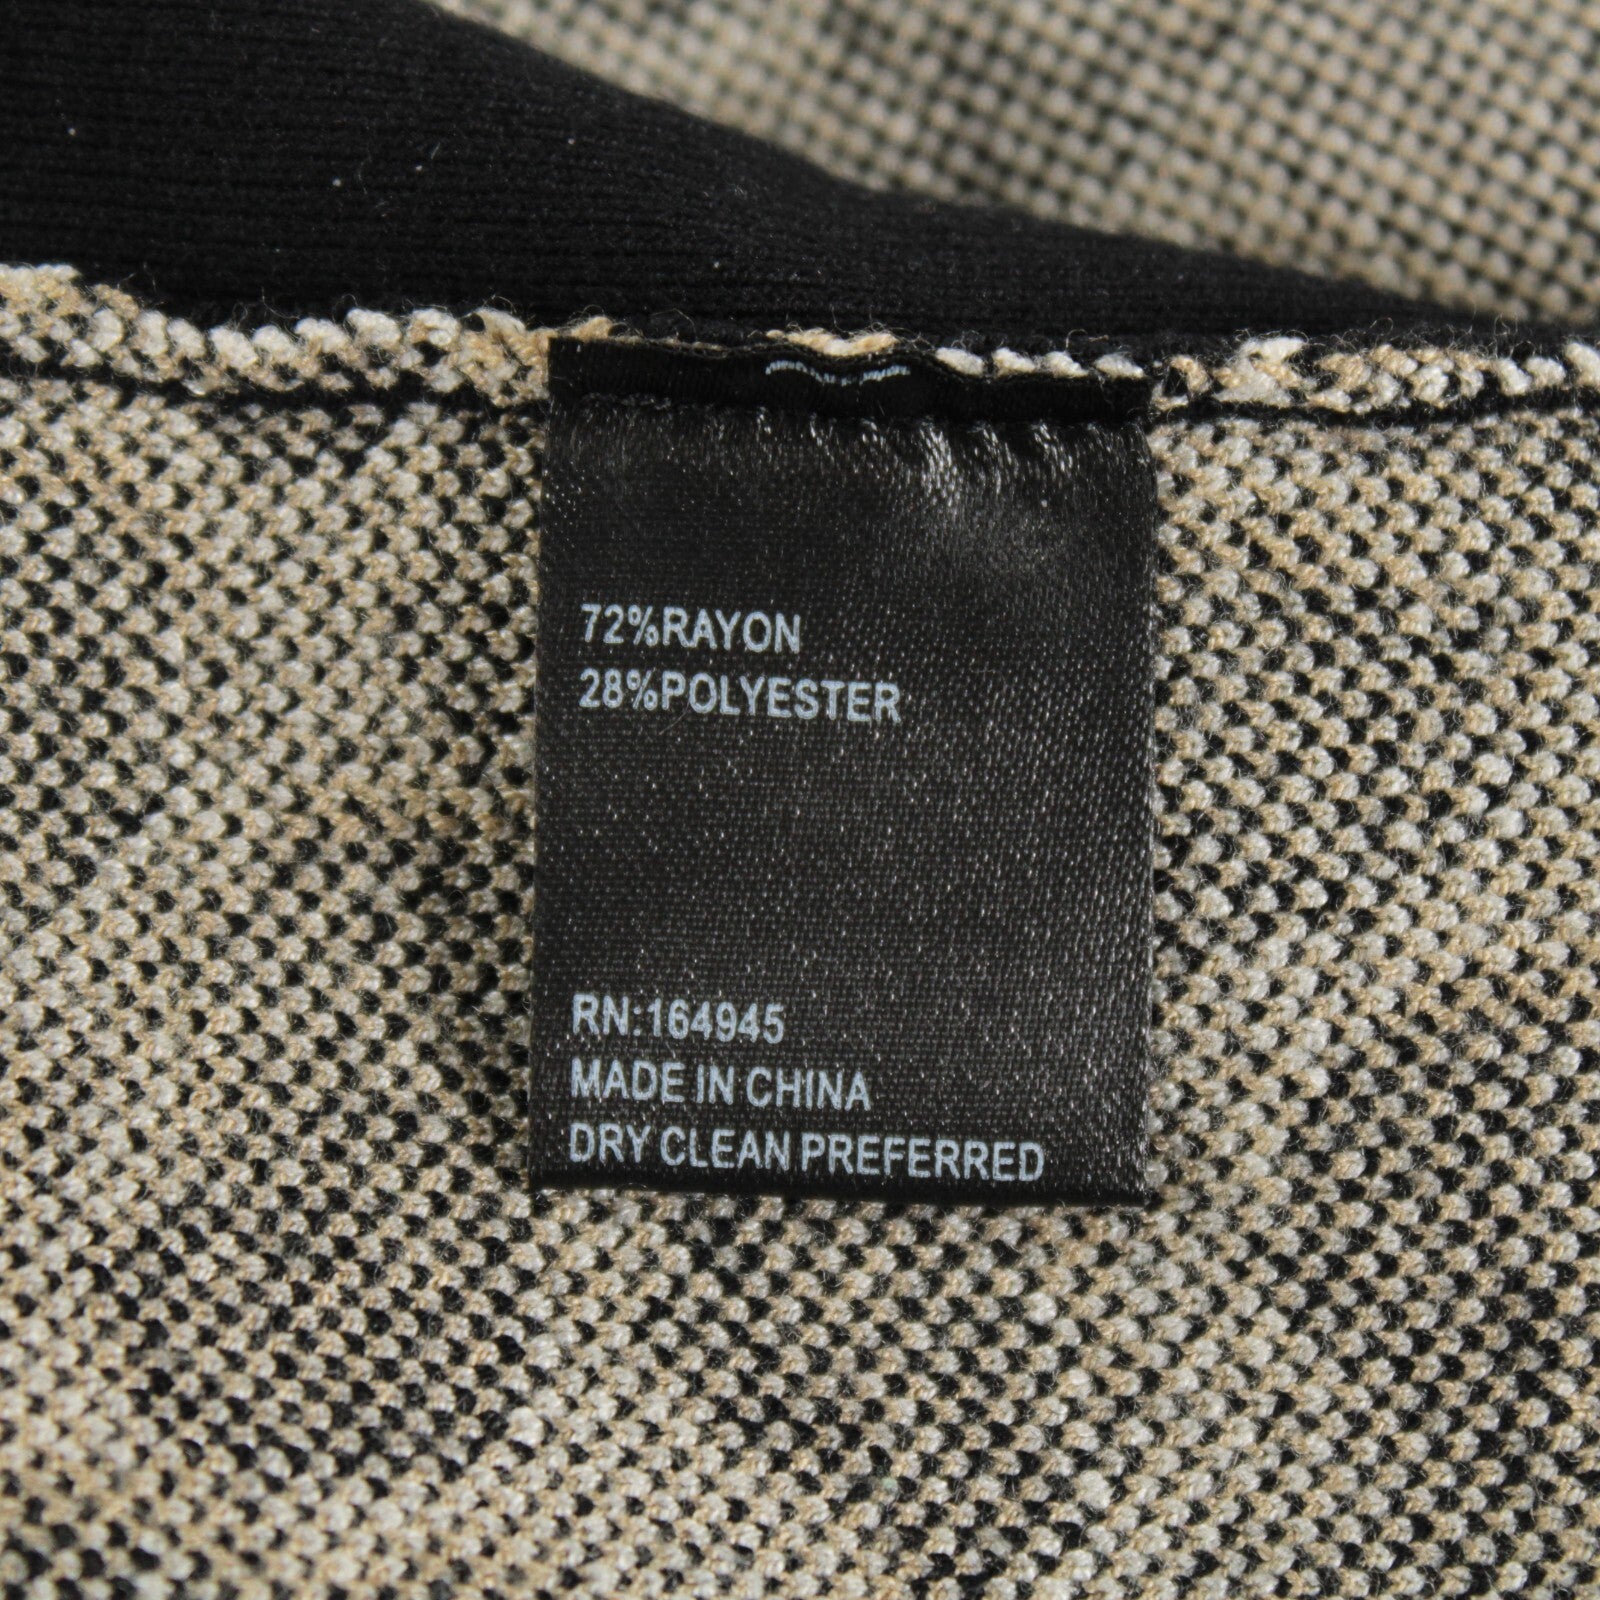 72%RAYON
28%POLYESTER
RN:164945
MADE IN CHINA
DRY CLEAN PREFERRED